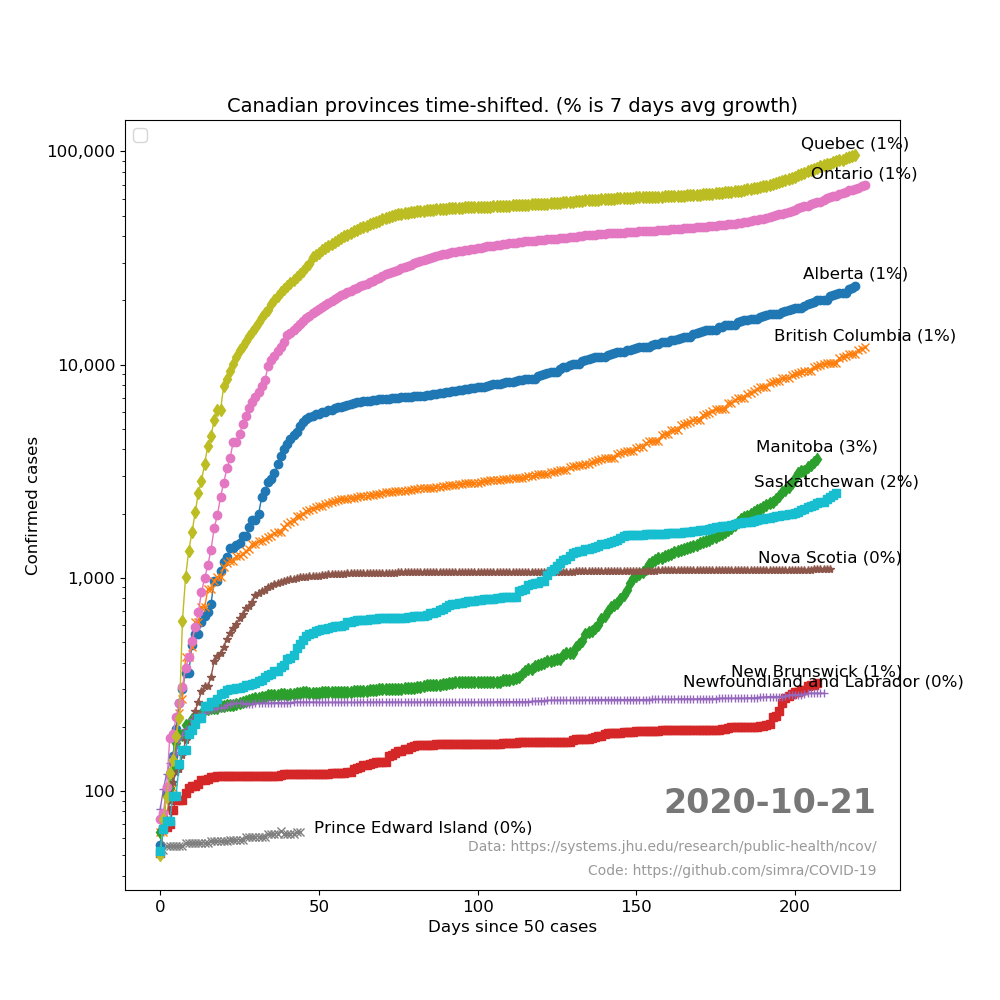 Canadian provinces time-shifted. (% is 7 days avg growth)
Quebec (1%)
Ontario (1%)
Alberta (1%)
British Columbia (1%)
Manitoba (3%)
Saskatchewan (2%)
Nova Scotia (0%)
New Brunswick (1%)
Newfoundland and Labrador (0%)
Prince Edward Island (0%)
2020-10-21
Data: https://systems.jhu.edu/research/public-health/ncov/
Code: https://github.com/simra/COVID-19
Confirmed cases
100,000
10,000
1,000
100
0 50 100 150 200
Days since 50 cases